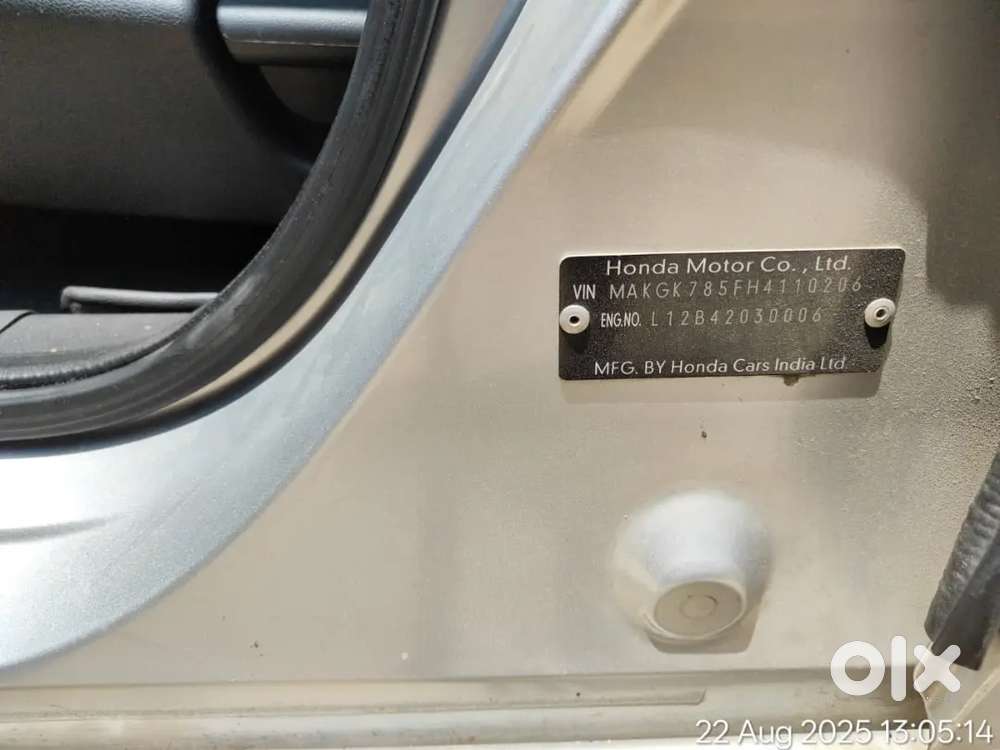 Honda Motor Co., Ltd.
VIN MAKGK785FH4110206
ENG.NO. L12B42030006
MFG. BY Honda Cars India Ltd.
olx
22 Aug 2025 13:05:14